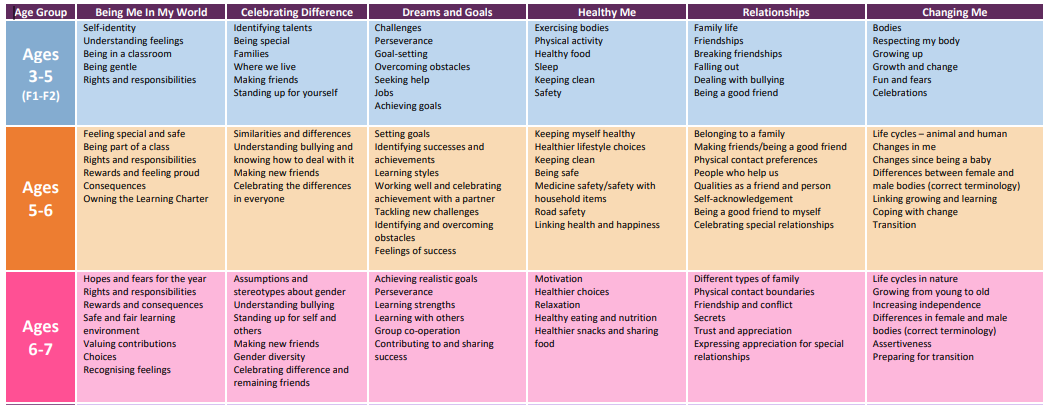 Age Group
Being Me In My World
Celebrating Difference
Dreams and Goals
Healthy Me
Relationships
Changing Me
Ages
3-5
(F1-F2)
Self-identity
Understanding feelings
Being in a classroom
Being gentle
Rights and responsibilities
Identifying talents
Being special
Families
Where we live
Making friends
Standing up for yourself
Challenges
Perseverance
Goal-setting
Overcoming obstacles
Seeking help
Jobs
Achieving goals
Exercising bodies
Physical activity
Healthy food
Sleep
Keeping clean
Safety
Family life
Friendships
Breaking friendships
Falling out
Dealing with bullying
Being a good friend
Bodies
Respecting my body
Growing up
Growth and change
Fun and fears
Celebrations
Ages
5-6
Feeling special and safe
Being part of a class
Rights and responsibilities
Rewards and feeling proud
Consequences
Owning the Learning Charter
Similarities and differences
Understanding bullying and
knowing how to deal with it
Making new friends
Celebrating the differences
in everyone
Setting goals
Identifying successes and
achievements
Learning styles
Working well and celebrating
achievement with a partner
Tackling new challenges
Identifying and overcoming
obstacles
Feelings of success
Keeping myself healthy
Healthier lifestyle choices
Keeping clean
Being safe
Medicine safety/safety with
household items
Road safety
Linking health and happiness
Belonging to a family
Making friends/being a good friend
Physical contact preferences
People who help us
Qualities as a friend and person
Self-acknowledgement
Being a good friend to myself
Celebrating special relationships
Life cycles – animal and human
Changes in me
Changes since being a baby
Differences between female and
male bodies (correct terminology)
Linking growing and learning
Coping with change
Transition
Ages
6-7
Hopes and fears for the year
Rights and responsibilities
Rewards and consequences
Safe and fair learning
environment
Valuing contributions
Choices
Recognising feelings
Assumptions and
stereotypes about gender
Understanding bullying
Standing up for self and
others
Making new friends
Gender diversity
Celebrating difference and
remaining friends
Achieving realistic goals
Perseverance
Learning strengths
Learning with others
Group co-operation
Contributing to and sharing
success
Motivation
Healthier choices
Relaxation
Healthy eating and nutrition
Healthier snacks and sharing
food
Different types of family
Physical contact boundaries
Friendship and conflict
Secrets
Trust and appreciation
Expressing appreciation for special
relationships
Life cycles in nature
Growing from young to old
Increasing independence
Differences in female and male
bodies (correct terminology)
Assertiveness
Preparing for transition